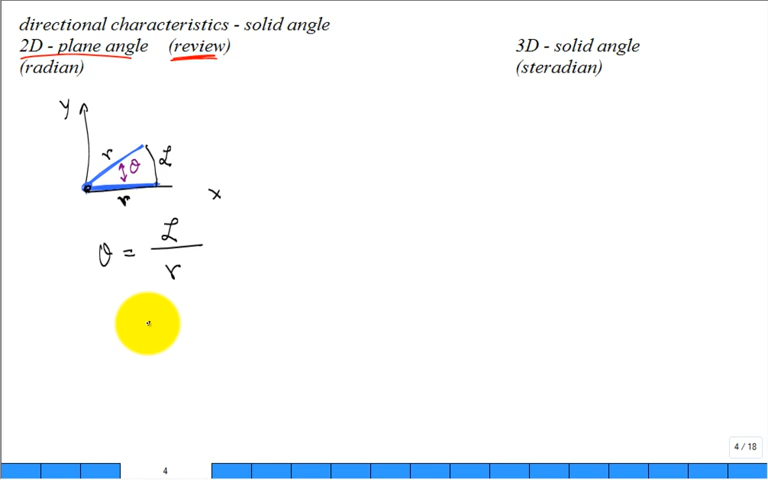 directional characteristics - solid angle
2D - plane angle (review)
(radian)
3D - solid angle
(steradian)
y
r
θ
L
r
x
θ = L / r
4 / 18
4